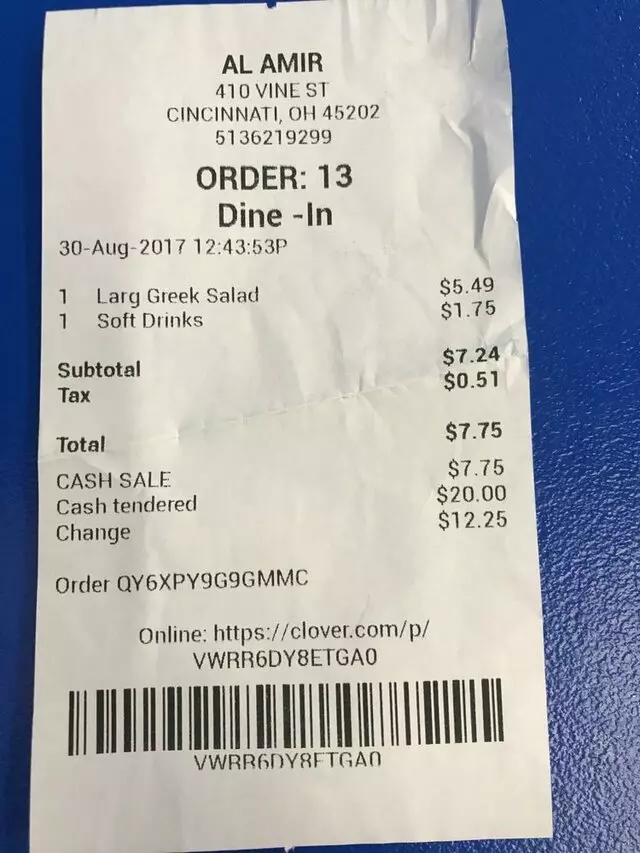 AL AMIR
410 VINE ST
CINCINNATI, OH 45202
5136219299
ORDER: 13
Dine -In
30-Aug-2017 12:43:53P
1 Larg Greek Salad $5.49
1 Soft Drinks $1.75
Subtotal $7.24
Tax $0.51
Total $7.75
CASH SALE $7.75
Cash tendered $20.00
Change $12.25
Order QY6XPY9G9GMMC
Online: https://clover.com/p/
VWRR6DY8ETGA0
VWRR6DY8ETGA0